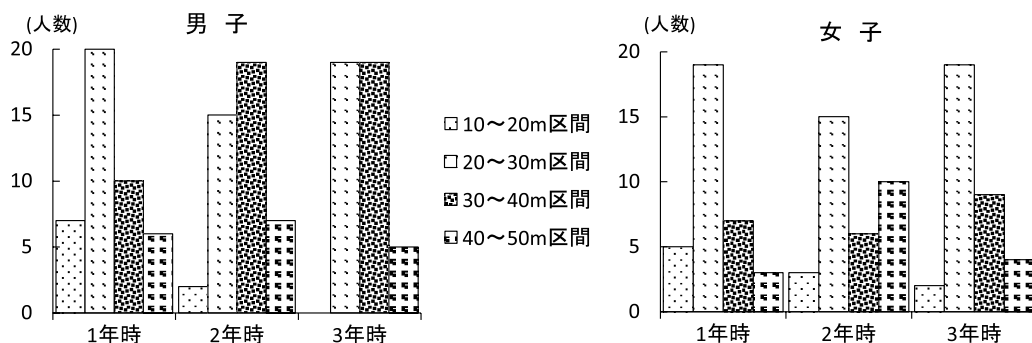 (人数)
男 子
20
15
10
5
0
1年時
2年時
3年時
10～20m区間
20～30m区間
30～40m区間
40～50m区間
(人数)
女 子
20
15
10
5
0
1年時
2年時
3年時